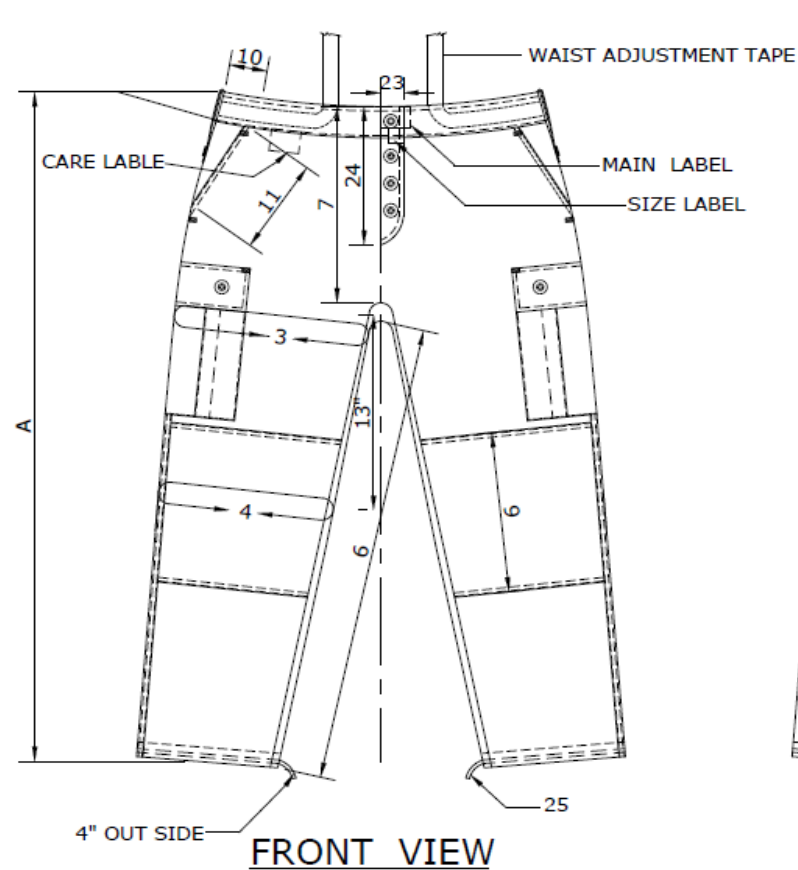 10
23
WAIST ADJUSTMENT TAPE
CARE LABLE
MAIN LABEL
24
11
7
SIZE LABEL
3
13"
A
4
6
6
25
4" OUT SIDE
FRONT VIEW